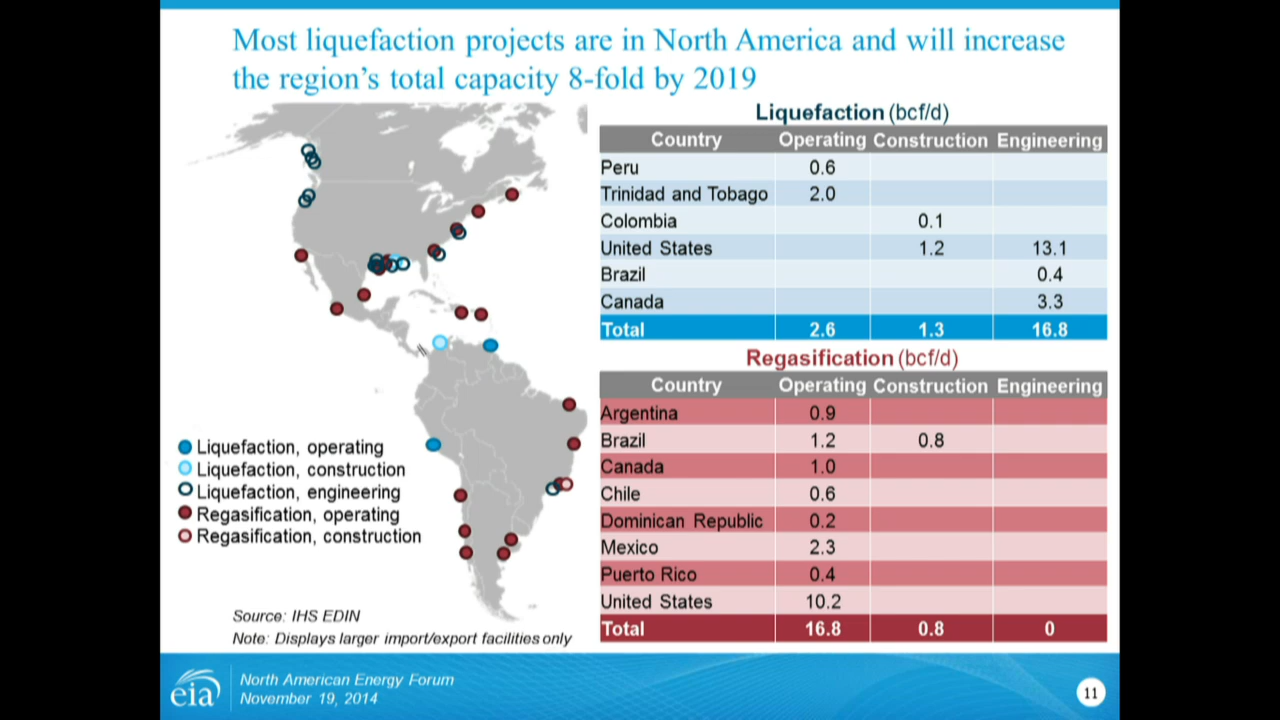 Most liquefaction projects are in North America and will increase
the region's total capacity 8-fold by 2019
Liquefaction (bcf/d)
Country Operating Construction Engineering
Peru 0.6
Trinidad and Tobago 2.0
Colombia 0.1
United States 1.2 13.1
Brazil 0.4
Canada 3.3
Total 2.6 1.3 16.8
Regasification (bcf/d)
Country Operating Construction Engineering
Argentina 0.9
Brazil 1.2 0.8
Canada 1.0
Chile 0.6
Dominican Republic 0.2
Mexico 2.3
Puerto Rico 0.4
United States 10.2
Total 16.8 0.8 0
Liquefaction, operating
Liquefaction, construction
Liquefaction, engineering
Regasification, operating
Regasification, construction
Source: IHS EDIN
Note: Displays larger import/export facilities only
eia
North American Energy Forum
November 19, 2014
11